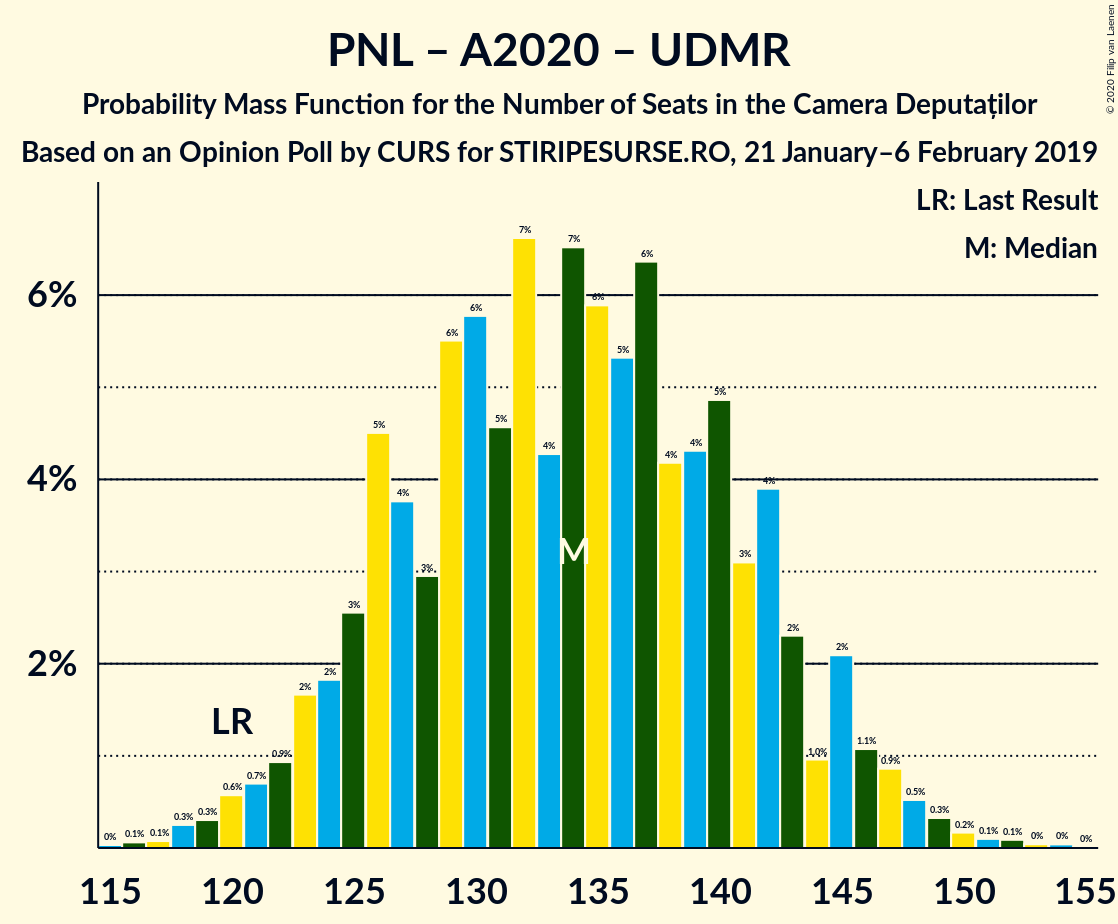 PNL – A2020 – UDMR
Probability Mass Function for the Number of Seats in the Camera Deputaților
Based on an Opinion Poll by CURS for STIRIPESURSE.RO, 21 January–6 February 2019
© 2020 Filip van Laenen
LR: Last Result
M: Median
6%
4%
2%
0% 0.1% 0.1% 0.3% 0.3% 0.6% 0.7% 0.9% 2% 2% 3% 5% 4% 3% 6% 6% 5% 7% 4% 7% 6% 5% 6% 4% 4% 5% 3% 4% 2% 1.0% 2% 1.1% 0.9% 0.5% 0.3% 0.2% 0.1% 0.1% 0% 0% 0%
M
LR
115 120 125 130 135 140 145 150 155